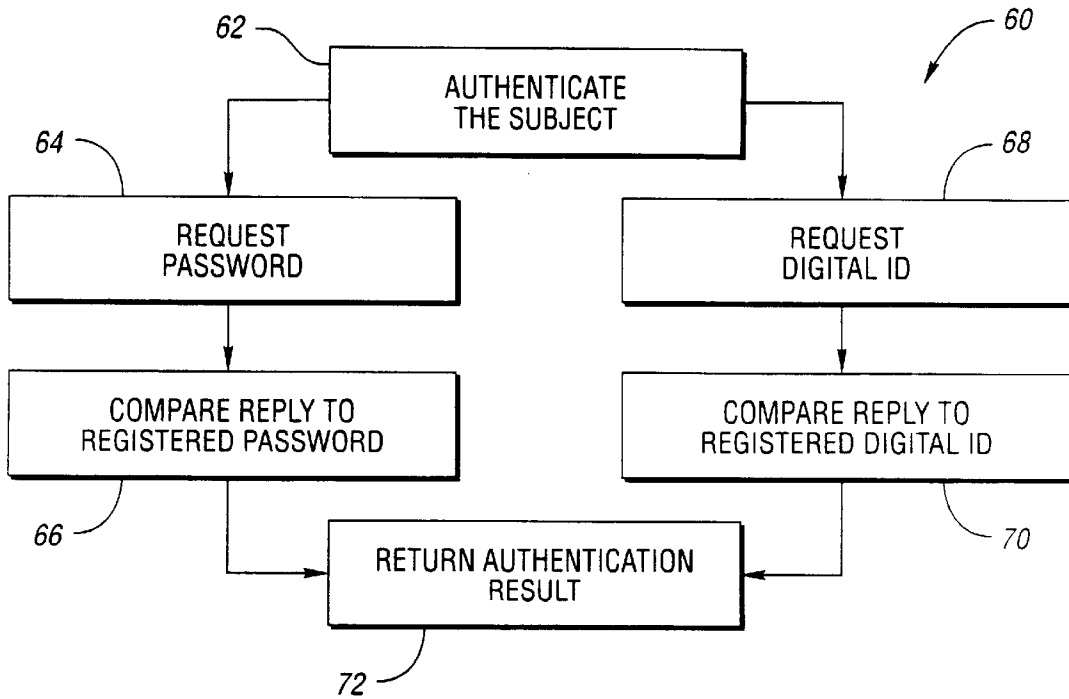 62
60
AUTHENTICATE
THE SUBJECT
64
68
REQUEST
PASSWORD
REQUEST
DIGITAL ID
COMPARE REPLY TO
REGISTERED PASSWORD
COMPARE REPLY TO
REGISTERED DIGITAL ID
66
70
RETURN AUTHENTICATION
RESULT
72